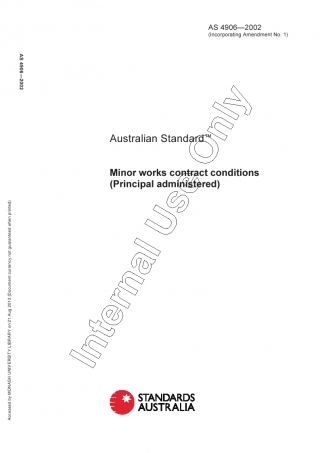 AS 4906—2002
(Incorporating Amendment No. 1)
AS 4906—2002
Australian Standard™
Minor works contract conditions
(Principal administered)
Internal Use Only
Accessed by MONASH UNIVERSITY LIBRARY on 21 Aug 2013 (Document currency not guaranteed when printed)
STANDARDS
AUSTRALIA